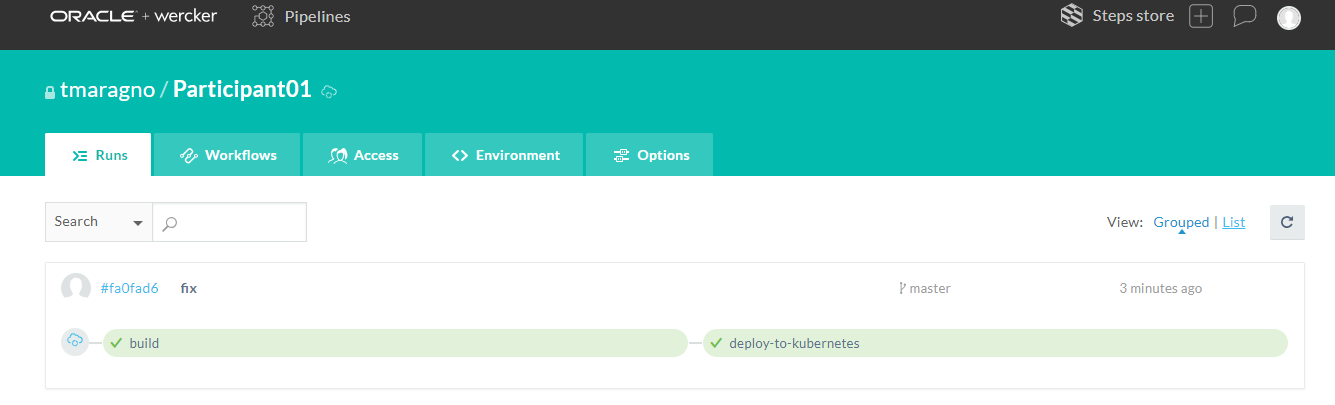 ORACLE + wercker Pipelines Steps store
tmaragno / Participant01
Runs Workflows Access Environment Options
Search View: Grouped | List
#fa0fad6 fix master 3 minutes ago
build deploy-to-kubernetes